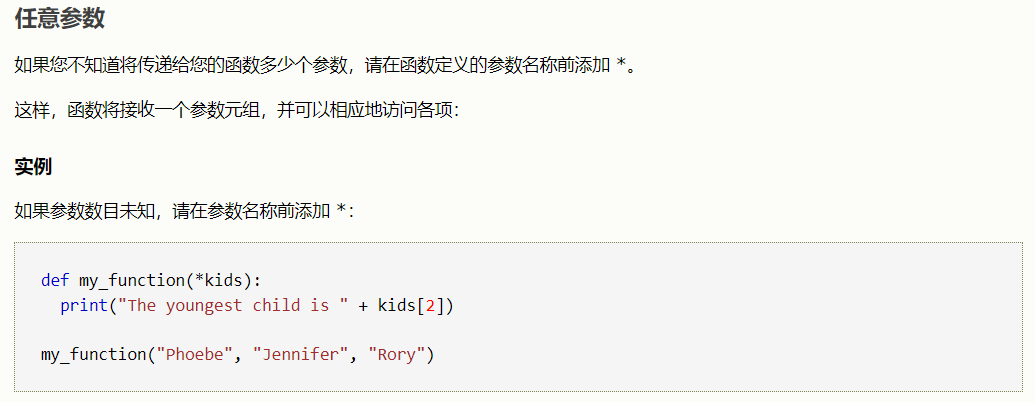 任意参数
如果您不知道将传递给您的函数多少个参数，请在函数定义的参数名称前添加 *。
这样，函数将接收一个参数元组，并可以相应地访问各项：
实例
如果参数数目未知，请在参数名称前添加 *：
def my_function(*kids):
  print("The youngest child is " + kids[2])
my_function("Phoebe", "Jennifer", "Rory")